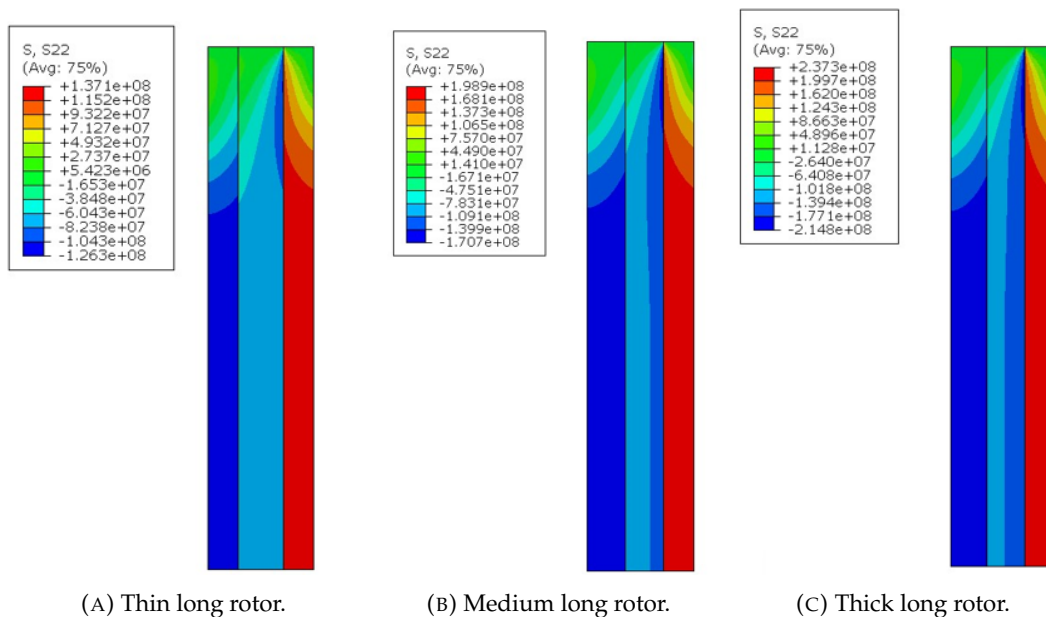 S, S22
(Avg: 75%)
+1.371e+08
+1.152e+08
+9.322e+07
+7.127e+07
+4.932e+07
+2.737e+07
+5.423e+06
-1.653e+07
-3.848e+07
-6.043e+07
-8.238e+07
-1.043e+08
-1.263e+08
S, S22
(Avg: 75%)
+1.989e+08
+1.681e+08
+1.373e+08
+1.065e+08
+7.570e+07
+4.490e+07
+1.410e+07
-1.671e+07
-4.751e+07
-7.831e+07
-1.091e+08
-1.399e+08
-1.707e+08
S, S22
(Avg: 75%)
+2.373e+08
+1.997e+08
+1.620e+08
+1.243e+08
+8.663e+07
+4.896e+07
+1.128e+07
-2.640e+07
-6.408e+07
-1.018e+08
-1.394e+08
-1.771e+08
-2.148e+08
(A) Thin long rotor.
(B) Medium long rotor.
(C) Thick long rotor.